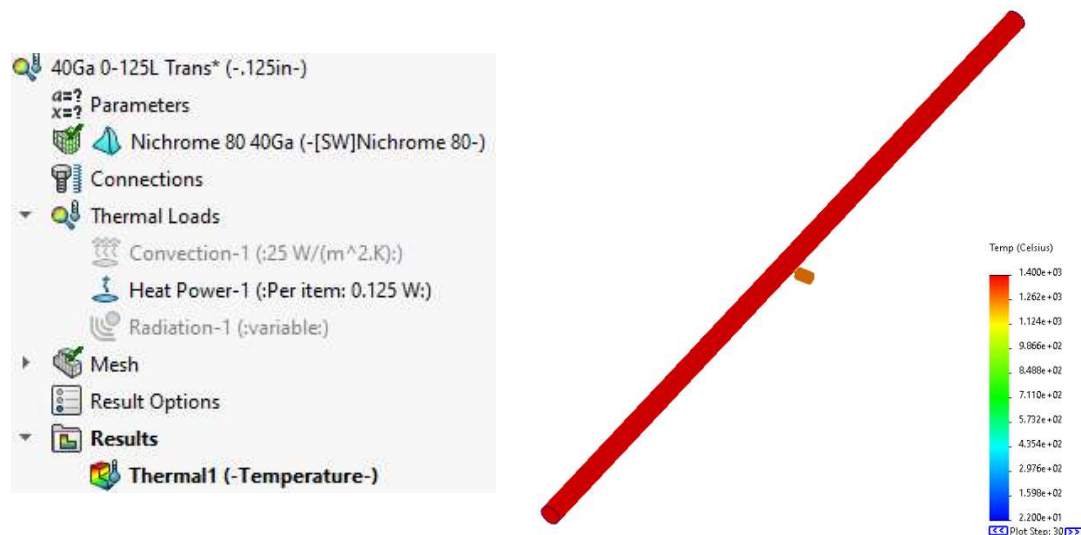 40Ga 0-125L Trans* (-.125in-)
a=?
x=?
Parameters
Nichrome 80 40Ga (-[SW]Nichrome 80-)
Connections
Thermal Loads
Convection-1 (:25 W/(m^2.K):)
Heat Power-1 (:Per item: 0.125 W:)
Radiation-1 (:variable:)
Mesh
Result Options
Results
Thermal1 (-Temperature-)
Temp (Celsius)
1.400e+03
1.262e+03
1.124e+03
9.866e+02
8.488e+02
7.110e+02
5.732e+02
4.354e+02
2.976e+02
1.598e+02
2.200e+01
<< Plot Step: 30 >>